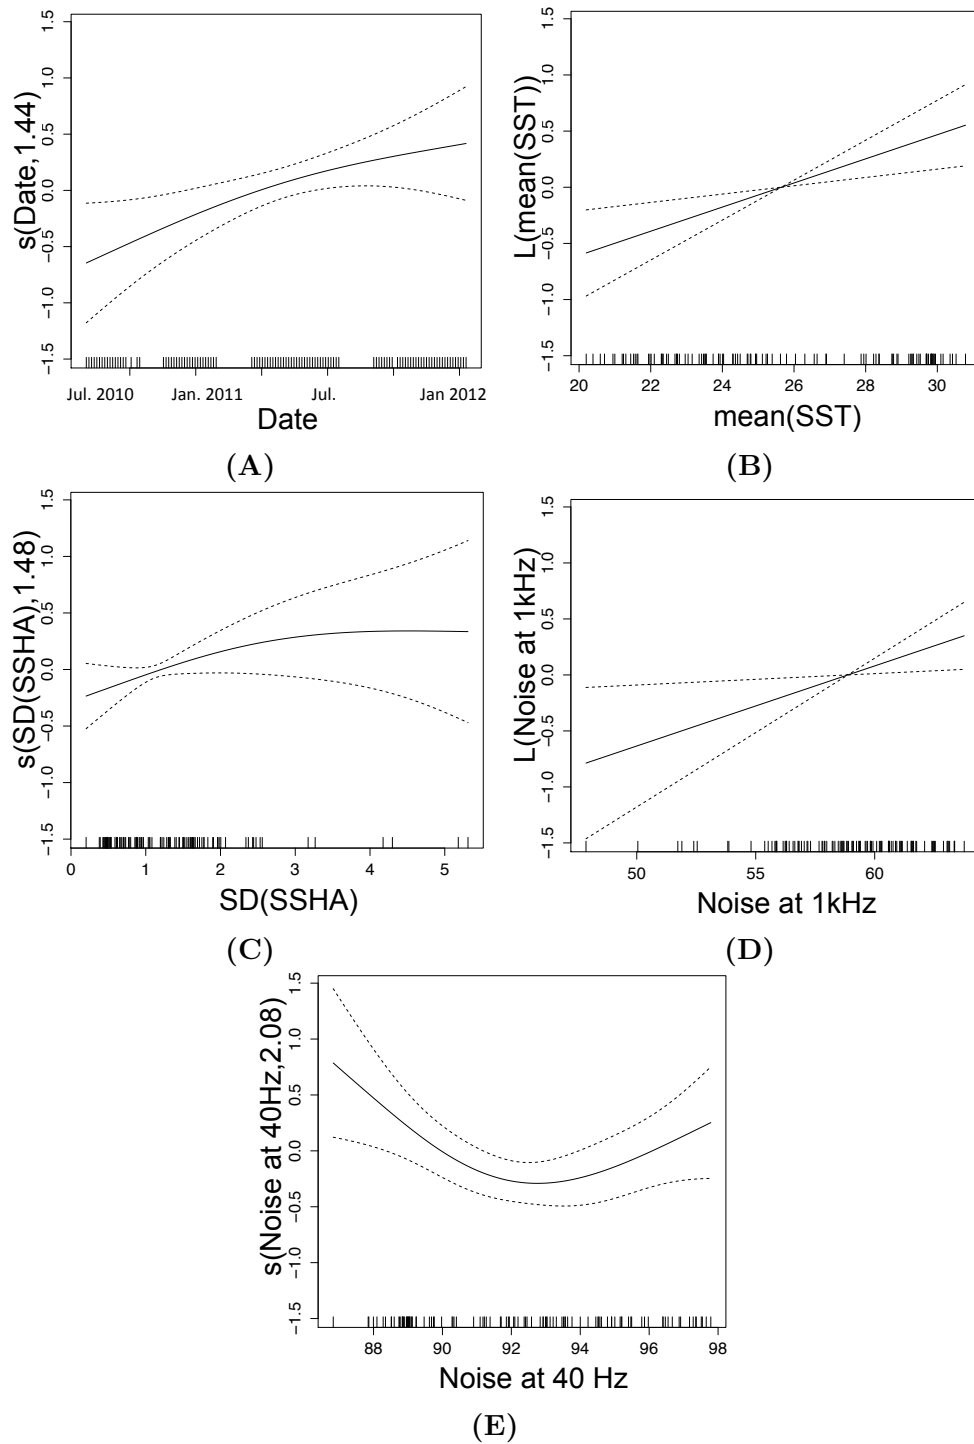 s(Date,1.44)
1.5
1.0
0.5
0.0
−0.5
−1.0
−1.5
Jul. 2010 Jan. 2011 Jul. Jan 2012
Date
(A)
L(mean(SST))
1.5
1.0
0.5
0.0
−0.5
−1.0
−1.5
20 22 24 26 28 30
mean(SST)
(B)
s(SD(SSHA),1.48)
1.5
1.0
0.5
0.0
−0.5
−1.0
−1.5
0 1 2 3 4 5
SD(SSHA)
(C)
L(Noise at 1kHz)
1.5
1.0
0.5
0.0
−0.5
−1.0
−1.5
50 55 60
Noise at 1kHz
(D)
s(Noise at 40Hz,2.08)
1.5
1.0
0.5
0.0
−0.5
−1.0
−1.5
88 90 92 94 96 98
Noise at 40 Hz
(E)